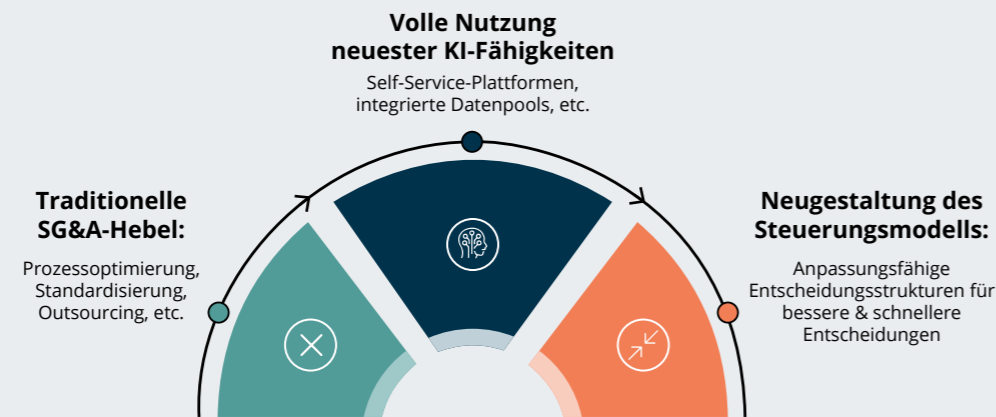 Volle Nutzung
neuester KI-Fähigkeiten
Self-Service-Plattformen,
integrierte Datenpools, etc.
Traditionelle
SG&A-Hebel:
Prozessoptimierung,
Standardisierung,
Outsourcing, etc.
Neugestaltung des
Steuerungsmodells:
Anpassungsfähige
Entscheidungsstrukturen für
bessere & schnellere
Entscheidungen